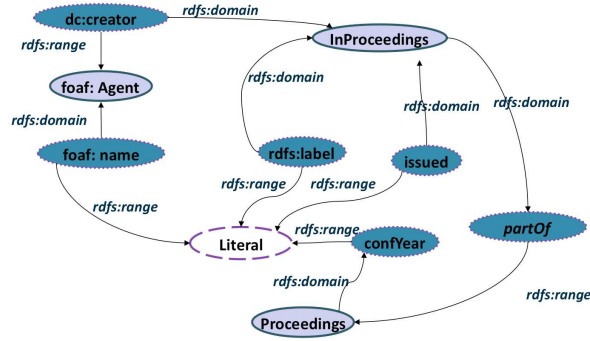 dc:creator
rdfs:domain
InProceedings
rdfs:range
rdfs:domain
foaf: Agent
rdfs:domain
rdfs:domain
rdfs:domain
foaf: name
rdfs:label
issued
rdfs:range
rdfs:range
rdfs:range
rdfs:range
Literal
confYear
partOf
rdfs:domain
rdfs:range
Proceedings